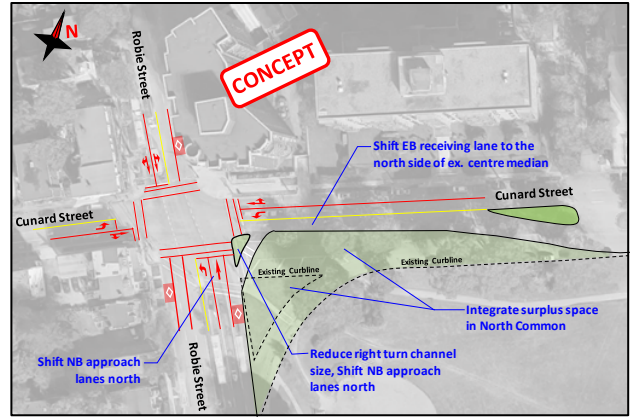 N
Robie Street
CONCEPT
Shift EB receiving lane to the
north side of ex. centre median
Cunard Street
Cunard Street
Existing Curbline
Existing Curbline
Integrate surplus space
in North Common
Shift NB approach
lanes north
Reduce right turn channel
size, Shift NB approach
lanes north
Robie Street